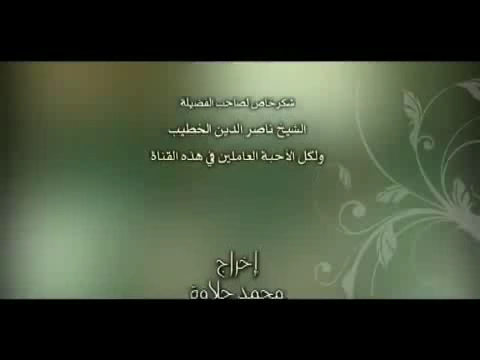 شكر خاص لصاحب الفضيلة
الشيخ ناصر الدين الخطيب
ولكل الأحبة العاملين في هذه القناة
إخراج
محمد حلاوة